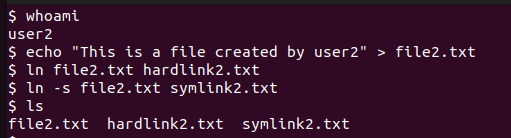 $ whoami
user2
$ echo "This is a file created by user2" > file2.txt
$ ln file2.txt hardlink2.txt
$ ln -s file2.txt symlink2.txt
$ ls
file2.txt  hardlink2.txt  symlink2.txt